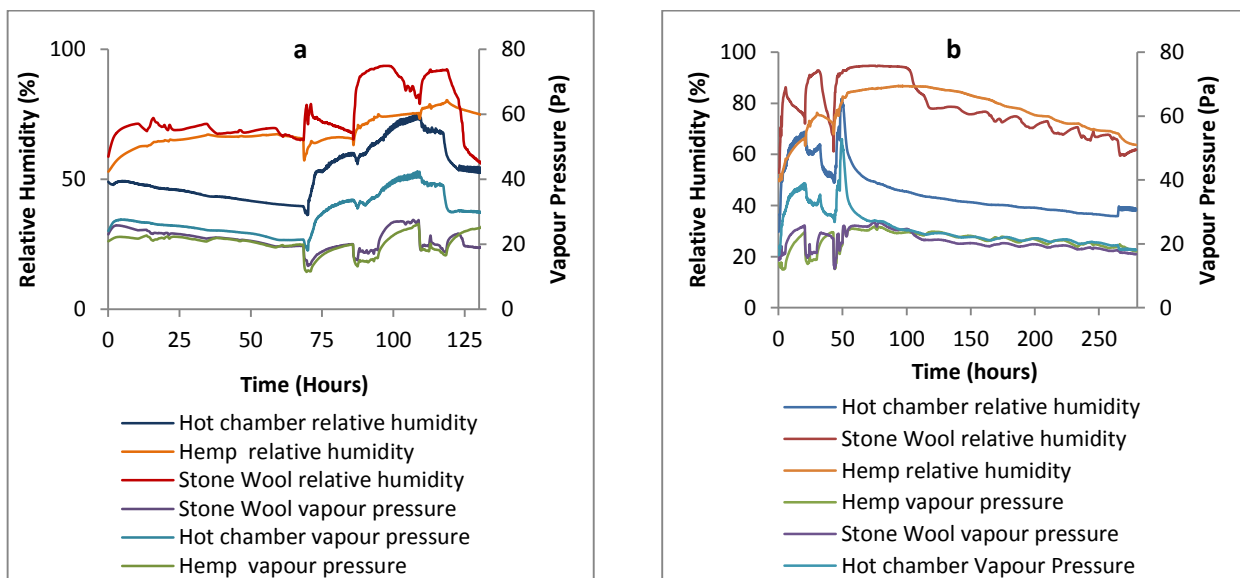 a
Relative Humidity (%)
100
50
0
0 25 50 75 100 125
Time (Hours)
80
60
40
20
0
Vapour Pressure (Pa)
Hot chamber relative humidity
Hemp relative humidity
Stone Wool relative humidity
Stone Wool vapour pressure
Hot chamber vapour pressure
Hemp vapour pressure
b
Relative Humidity (%)
100
80
60
40
20
0
0 50 100 150 200 250
Time (hours)
80
60
40
20
0
Vapour Pressure (Pa)
Hot chamber relative humidity
Stone Wool relative humidity
Hemp relative humidity
Hemp vapour pressure
Stone Wool vapour pressure
Hot chamber Vapour Pressure